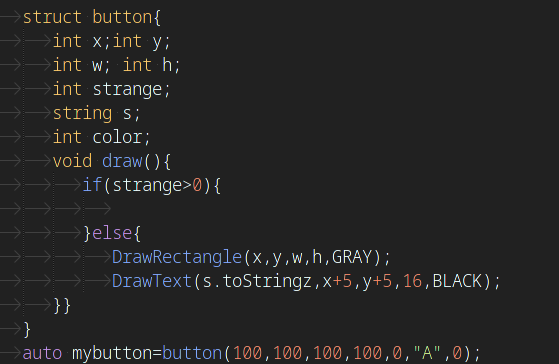 struct button{
int x;int y;
int w; int h;
int strange;
string s;
int color;
void draw(){
if(strange>0){
}else{
DrawRectangle(x,y,w,h,GRAY);
DrawText(s.toStringz,x+5,y+5,16,BLACK);
}}
}
auto mybutton=button(100,100,100,100,0,"A",0);